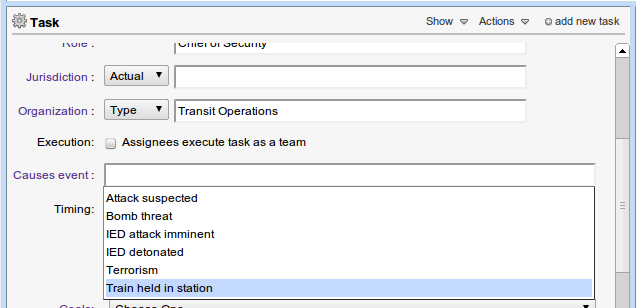 Task Show Actions add new task
Role: Chief of Security
Jurisdiction : Actual
Organization : Type Transit Operations
Execution: Assignees execute task as a team
Causes event :
Timing:
Attack suspected
Bomb threat
IED attack imminent
IED detonated
Terrorism
Train held in station
Goals: Choose One